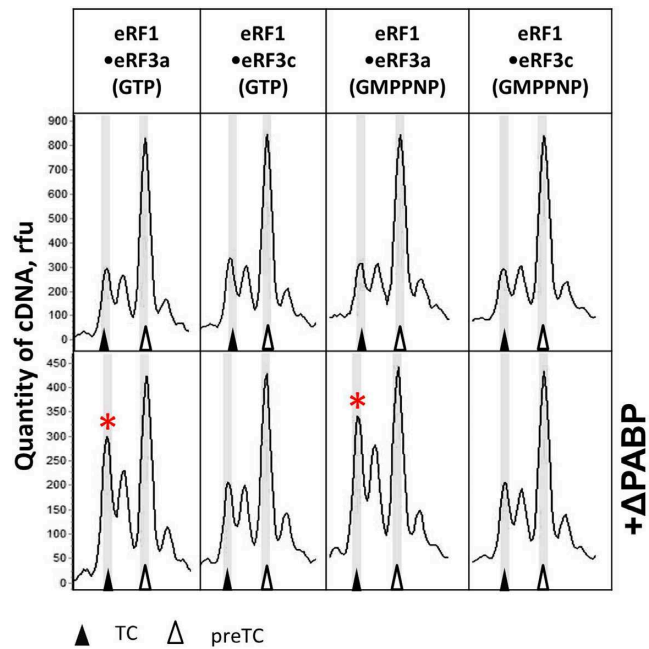 eRF1
•eRF3a
(GTP)
eRF1
•eRF3c
(GTP)
eRF1
•eRF3a
(GMPPNP)
eRF1
•eRF3c
(GMPPNP)
Quantity of cDNA, rfu
900
800
700
600
500
400
300
200
100
0
450
400
350
300
250
200
150
100
50
0
*
*
+ΔPABP
▲ TC △ preTC